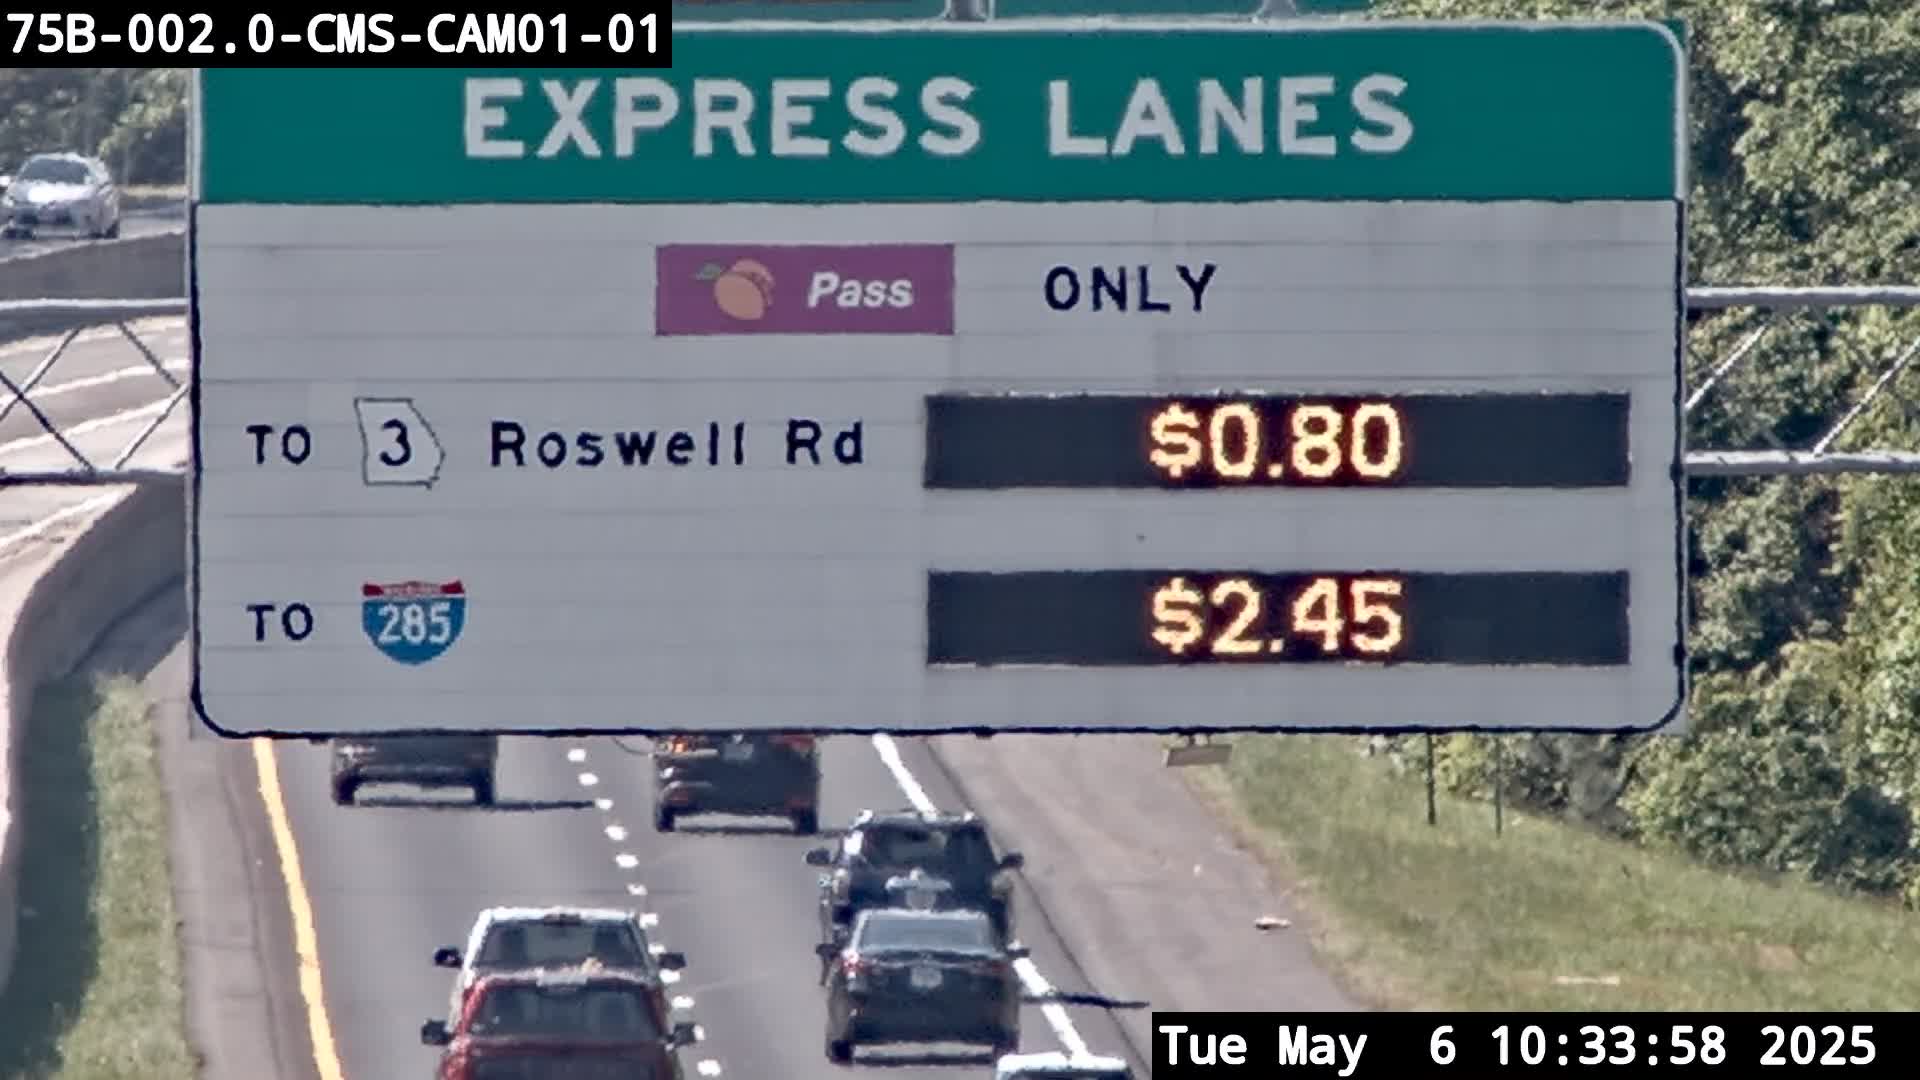 75B-002.0-CMS-CAM01-01
EXPRESS LANES
Pass ONLY
TO 3 Roswell Rd $0.80
TO 285 $2.45
Tue May 6 10:33:58 2025